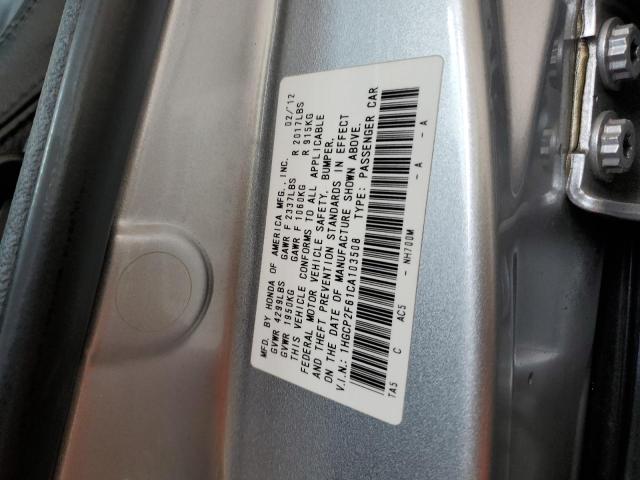 MFD. BY HONDA OF AMERICA MFG., INC. 02/'12
GVWR 4299LBS GAWR F 2337LBS R 2017LBS
GVWR 1950KG GAWR F 1060KG R 915KG
THIS VEHICLE CONFORMS TO ALL APPLICABLE
FEDERAL MOTOR VEHICLE SAFETY, BUMPER,
AND THEFT PREVENTION STANDARDS IN EFFECT
ON THE DATE OF MANUFACTURE SHOWN ABOVE.
V.I.N.: 1HGCP2F61CA103508 TYPE: PASSENGER CAR
TA5 C AC5 - NH700M - A - A